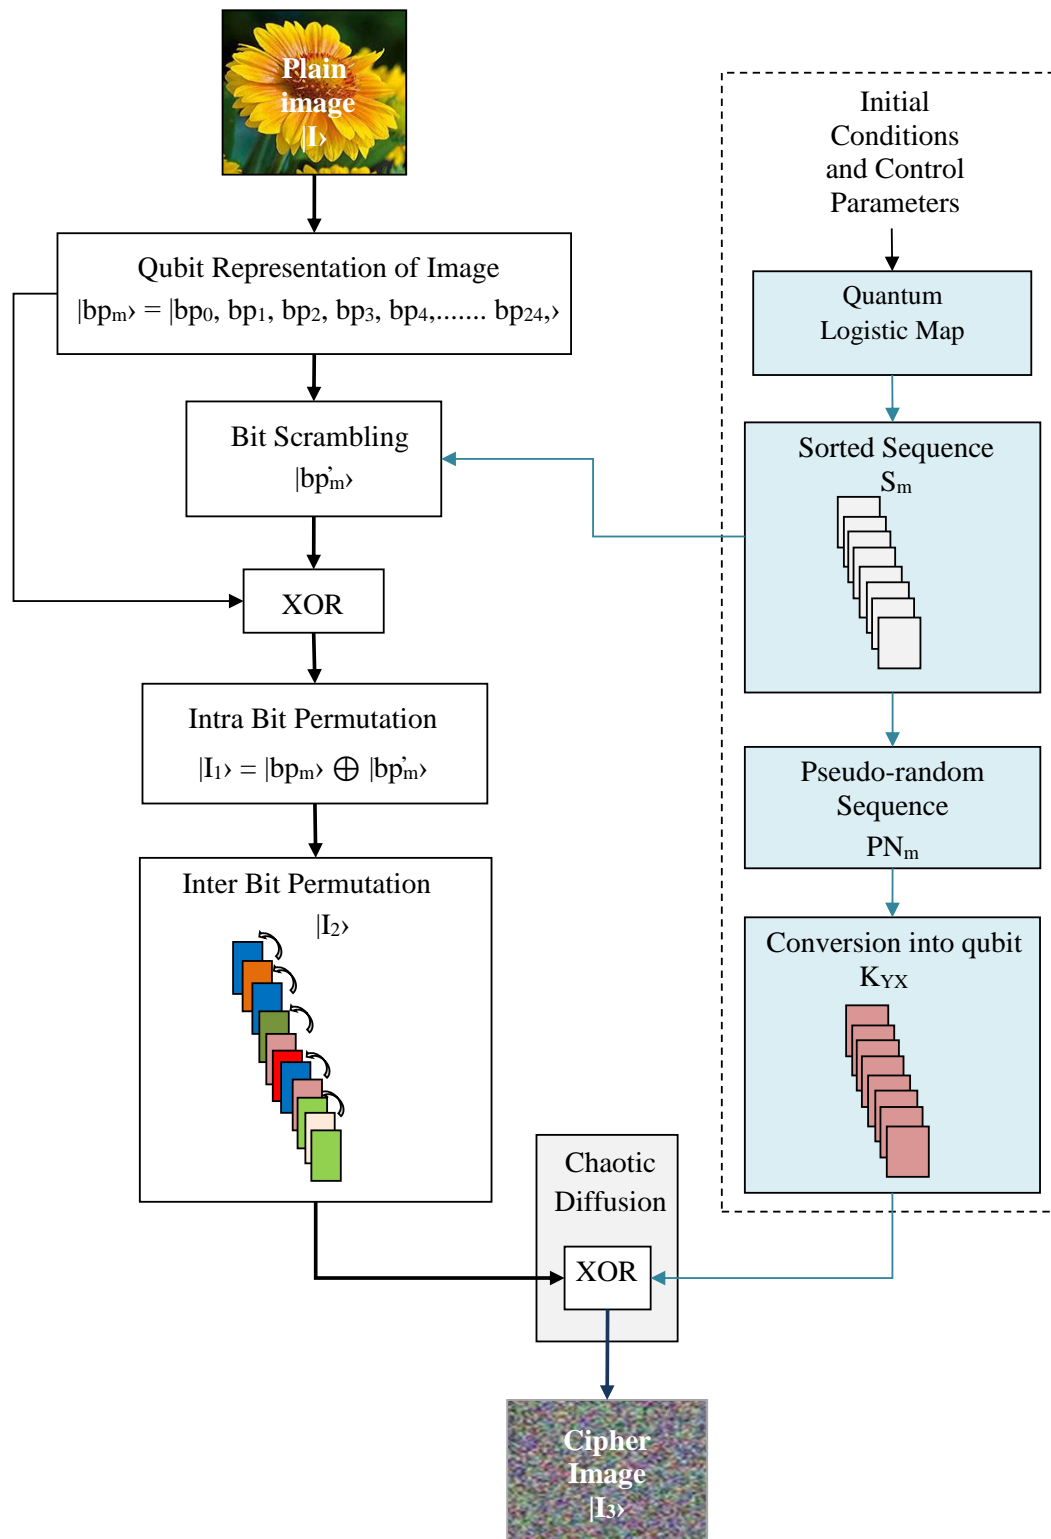 Plain
image
|I›
Qubit Representation of Image
|bpₘ› = |bp₀, bp₁, bp₂, bp₃, bp₄,....... bp₂₄,›
Bit Scrambling
|bp’ₘ›
XOR
Intra Bit Permutation
|I₁› = |bpₘ› ⊕ |bp’ₘ›
Inter Bit Permutation
|I₂›
Initial
Conditions
and Control
Parameters
Quantum
Logistic Map
Sorted Sequence
Sₘ
Pseudo-random
Sequence
PNₘ
Conversion into qubit
K_YX
Chaotic
Diffusion
XOR
Cipher
Image
|I₃›